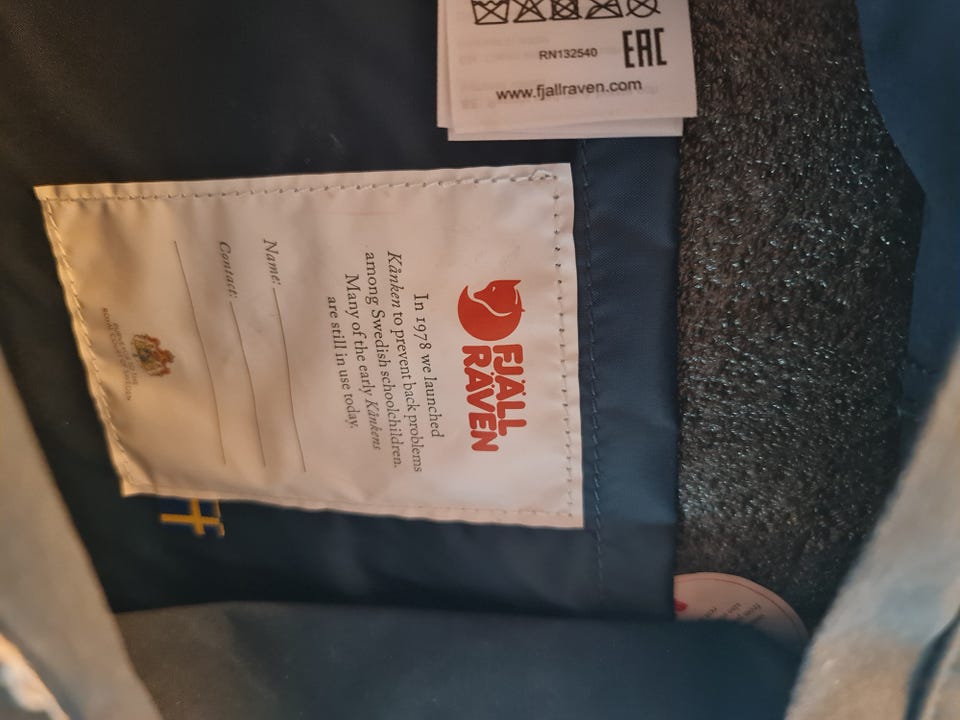 RN132540
EAC
www.fjallraven.com
FJÄLL
RÄVEN
In 1978 we launched
Kånken to prevent back problems
among Swedish schoolchildren.
Many of the early Kånkens
are still in use today.
Name:
Contact: